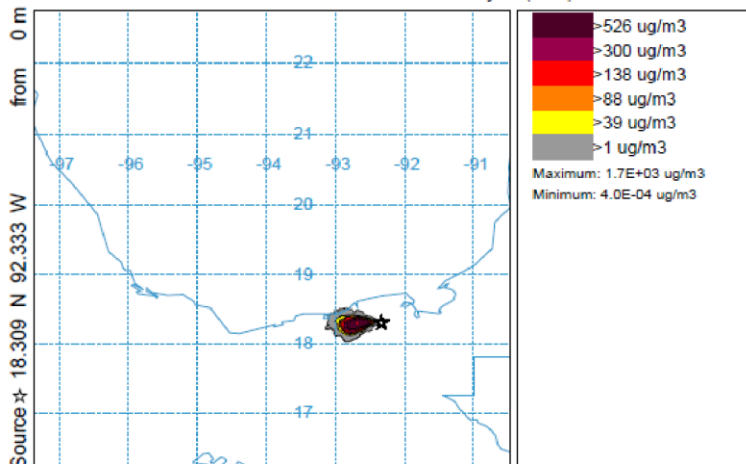 Source ☆ 18.309 N 92.333 W from 0 m
22
21
-97 -96 -95 -94 -93 -92 -91
20
19
18
17
>526 ug/m3
>300 ug/m3
>138 ug/m3
>88 ug/m3
>39 ug/m3
>1 ug/m3
Maximum: 1.7E+03 ug/m3
Minimum: 4.0E-04 ug/m3